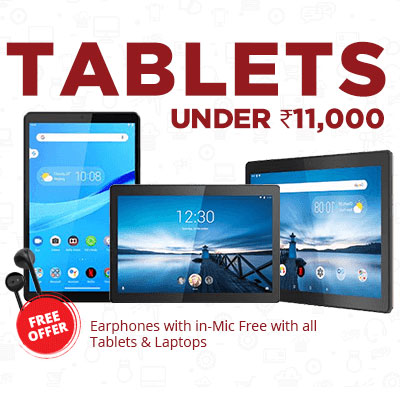 TABLETS
UNDER ₹11,000
10:08
12:30
FREE
OFFER
Earphones with in-Mic Free with all
Tablets & Laptops